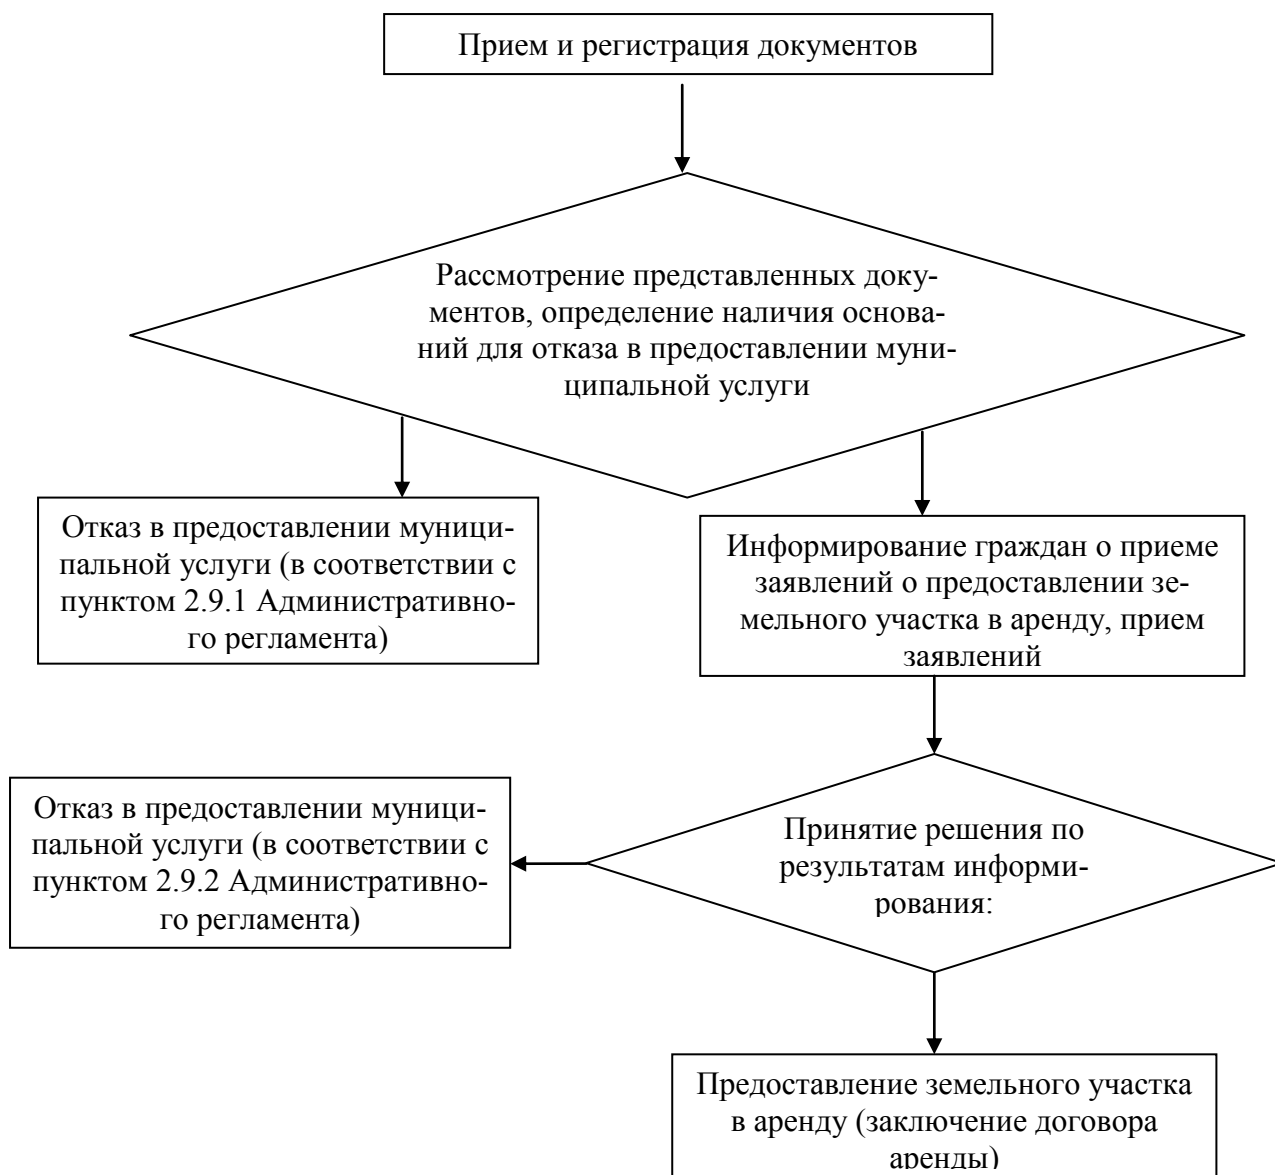 Прием и регистрация документов
Рассмотрение представленных доку-
ментов, определение наличия основа-
ний для отказа в предоставлении муни-
ципальной услуги
Отказ в предоставлении муници-
пальной услуги (в соответствии с
пунктом 2.9.1 Административно-
го регламента)
Информирование граждан о приеме
заявлений о предоставлении зе-
мельного участка в аренду, прием
заявлений
Отказ в предоставлении муници-
пальной услуги (в соответствии с
пунктом 2.9.2 Административно-
го регламента)
Принятие решения по
результатам информи-
рования:
Предоставление земельного участка
в аренду (заключение договора
аренды)